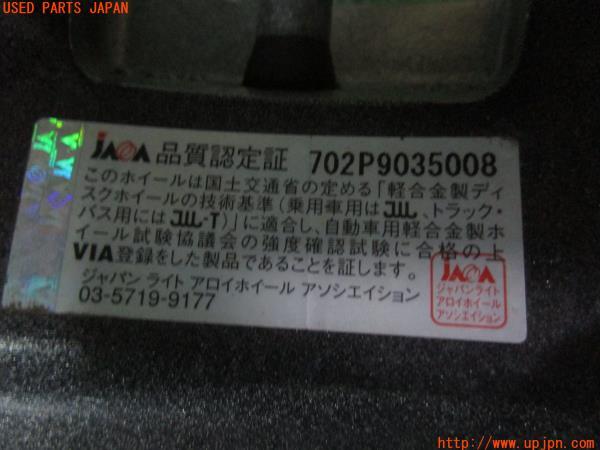 USED PARTS JAPAN
JAWA 品質認定証 702P9035008
このホイールは国土交通省の定める「軽合金製ディ
スクホイールの技術基準（乗用車用はJWL、トラック・
バス用にはJWL-T）」に適合し、自動車用軽合金製ホ
イール試験協議会の強度確認試験に合格の上
VIA登録をした製品であることを証します。
ジャパン ライト アロイホイール アソシエイション
03-5719-9177
JAWA
ジャパンライト
アロイホイール
アソシエイション
http://www.upjpn.com/